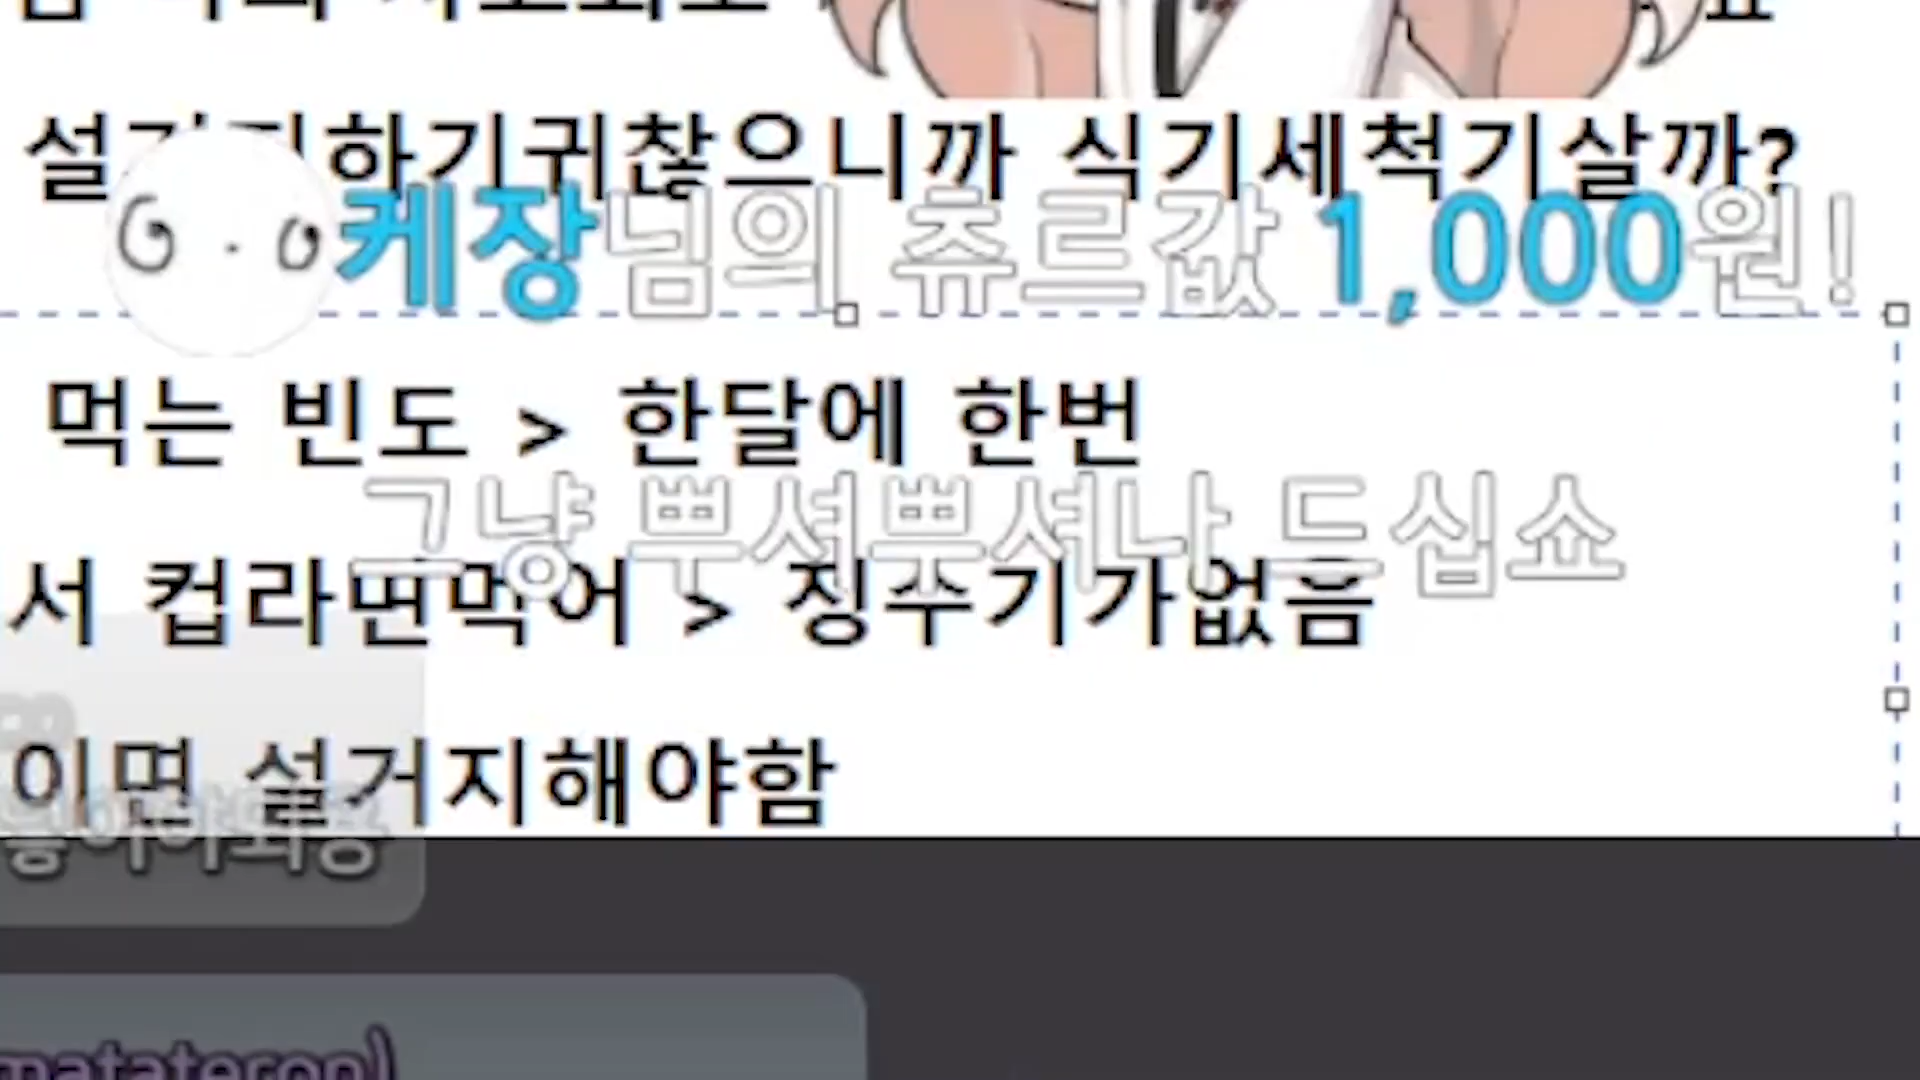 설거지하기귀찮으니까 식기세척기살까?
케장님의 츄르값 1,000원!
먹는 빈도 > 한달에 한번
그냥 뿌셔뿌셔나 드십쇼
서 컵라면먹어 > 정수기가없음
이면 설거지해야함
matateron)